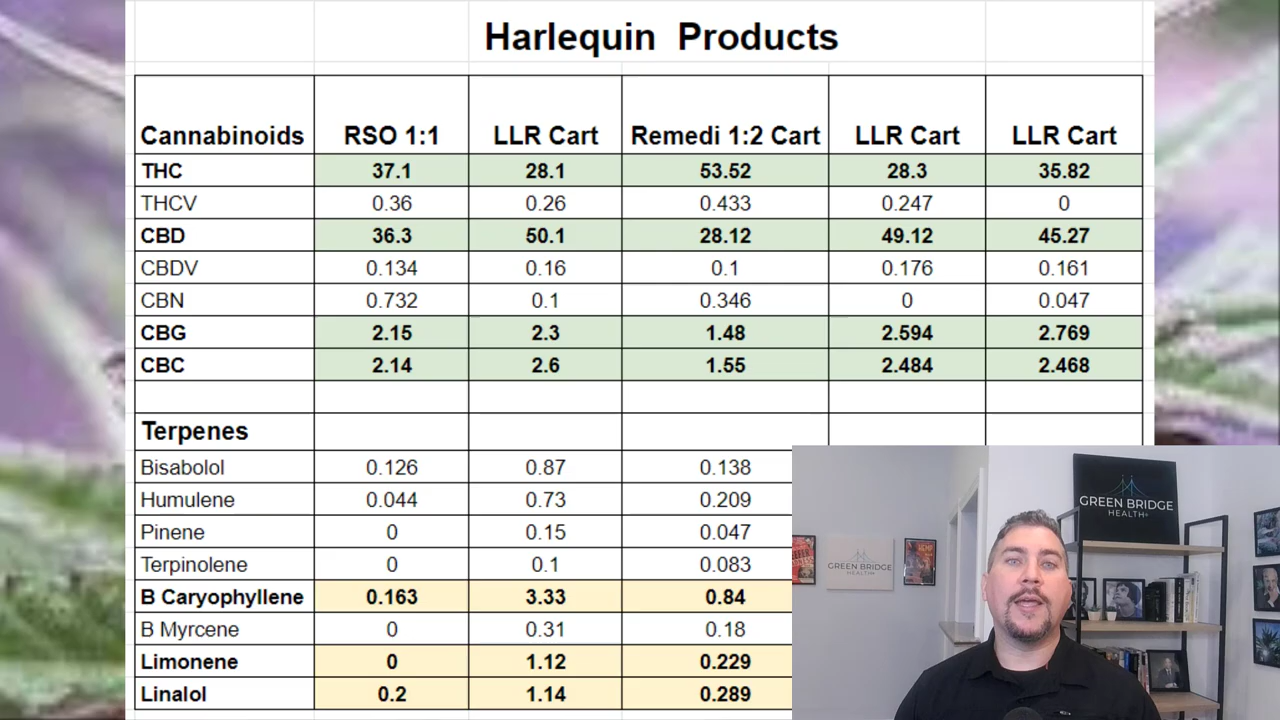 Harlequin Products
Cannabinoids RSO 1:1 LLR Cart Remedi 1:2 Cart LLR Cart LLR Cart
THC 37.1 28.1 53.52 28.3 35.82
THCV 0.36 0.26 0.433 0.247 0
CBD 36.3 50.1 28.12 49.12 45.27
CBDV 0.134 0.16 0.1 0.176 0.161
CBN 0.732 0.1 0.346 0 0.047
CBG 2.15 2.3 1.48 2.594 2.769
CBC 2.14 2.6 1.55 2.484 2.468
Terpenes
Bisabolol 0.126 0.87 0.138
Humulene 0.044 0.73 0.209
Pinene 0 0.15 0.047
Terpinolene 0 0.1 0.083
B Caryophyllene 0.163 3.33 0.84
B Myrcene 0 0.31 0.18
Limonene 0 1.12 0.229
Linalol 0.2 1.14 0.289
GREEN BRIDGE
HEALTH
GREEN BRIDGE
HEALTH